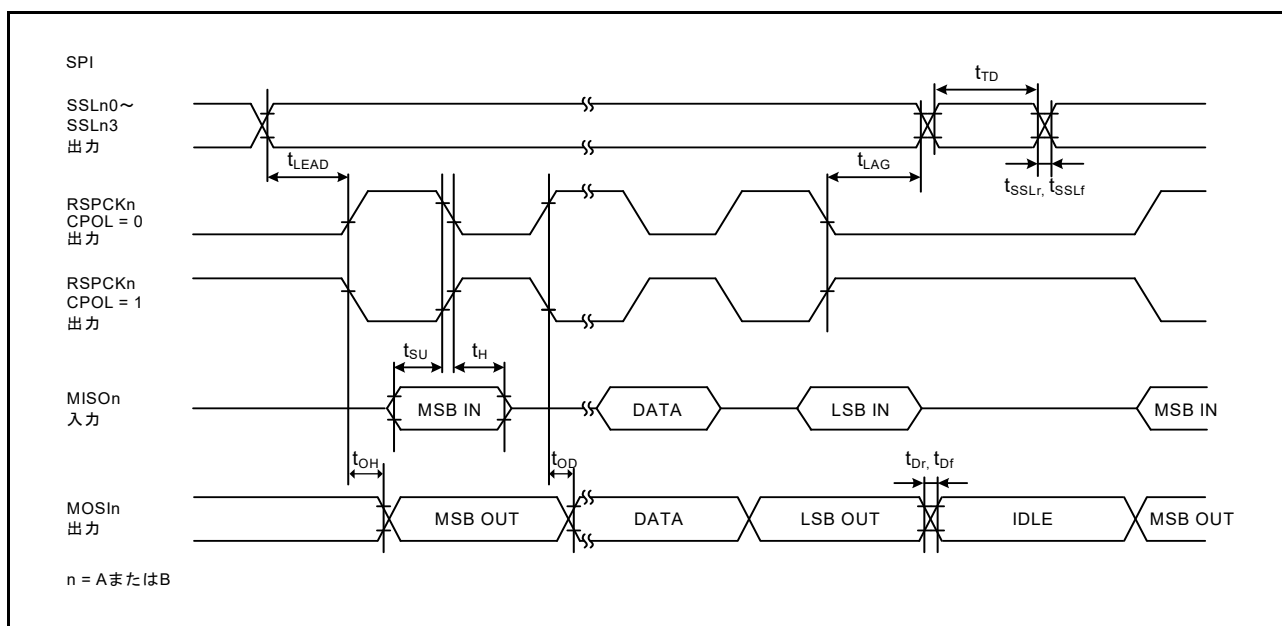 SPI
SSLn0～
SSLn3
出力
tTD
tLEAD
tLAG
tSSLr, tSSLf
RSPCKn
CPOL = 0
出力
RSPCKn
CPOL = 1
出力
tSU
tH
MISOn
入力
MSB IN
DATA
LSB IN
MSB IN
tOH
tOD
tDr, tDf
MOSIn
出力
MSB OUT
DATA
LSB OUT
IDLE
MSB OUT
n = AまたはB